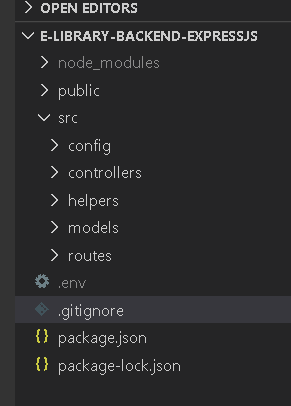 OPEN EDITORS
E-LIBRARY-BACKEND-EXPRESSJS
node_modules
public
src
config
controllers
helpers
models
routes
.env
.gitignore
{} package.json
{} package-lock.json